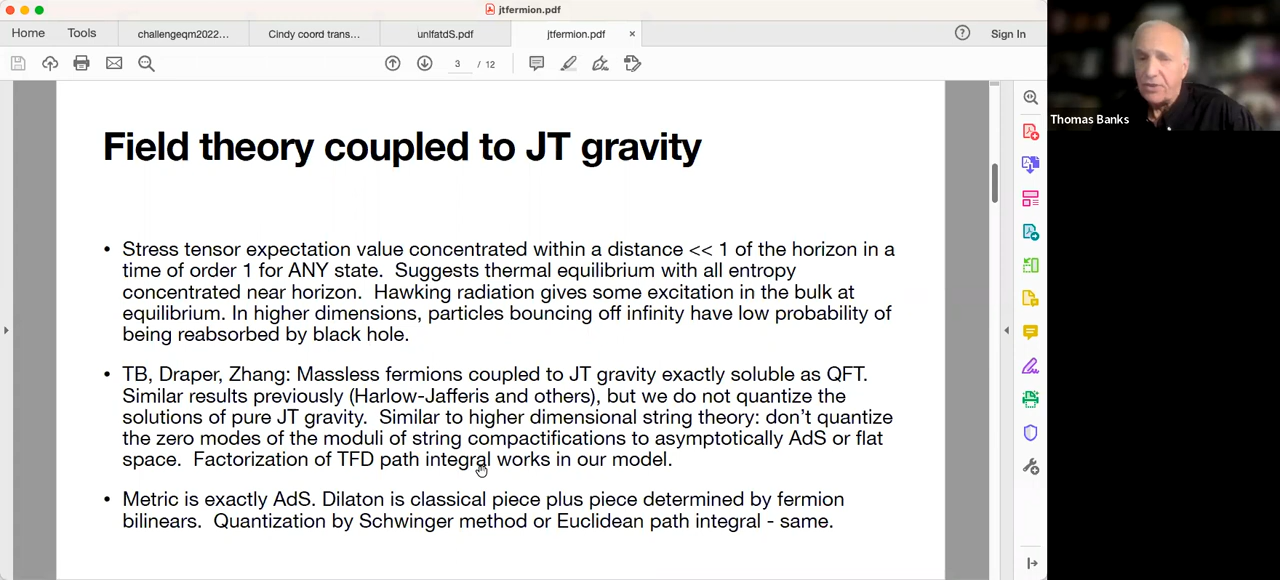 jtfermion.pdf
Home
Tools
challengeqm2022...
Cindy coord trans...
unlfatdS.pdf
jtfermion.pdf
×
Sign In
3 / 12
Field theory coupled to JT gravity
• Stress tensor expectation value concentrated within a distance << 1 of the horizon in a
time of order 1 for ANY state. Suggests thermal equilibrium with all entropy
concentrated near horizon. Hawking radiation gives some excitation in the bulk at
equilibrium. In higher dimensions, particles bouncing off infinity have low probability of
being reabsorbed by black hole.
• TB, Draper, Zhang: Massless fermions coupled to JT gravity exactly soluble as QFT.
Similar results previously (Harlow-Jafferis and others), but we do not quantize the
solutions of pure JT gravity. Similar to higher dimensional string theory: don’t quantize
the zero modes of the moduli of string compactifications to asymptotically AdS or flat
space. Factorization of TFD path integral works in our model.
• Metric is exactly AdS. Dilaton is classical piece plus piece determined by fermion
bilinears. Quantization by Schwinger method or Euclidean path integral - same.
Thomas Banks